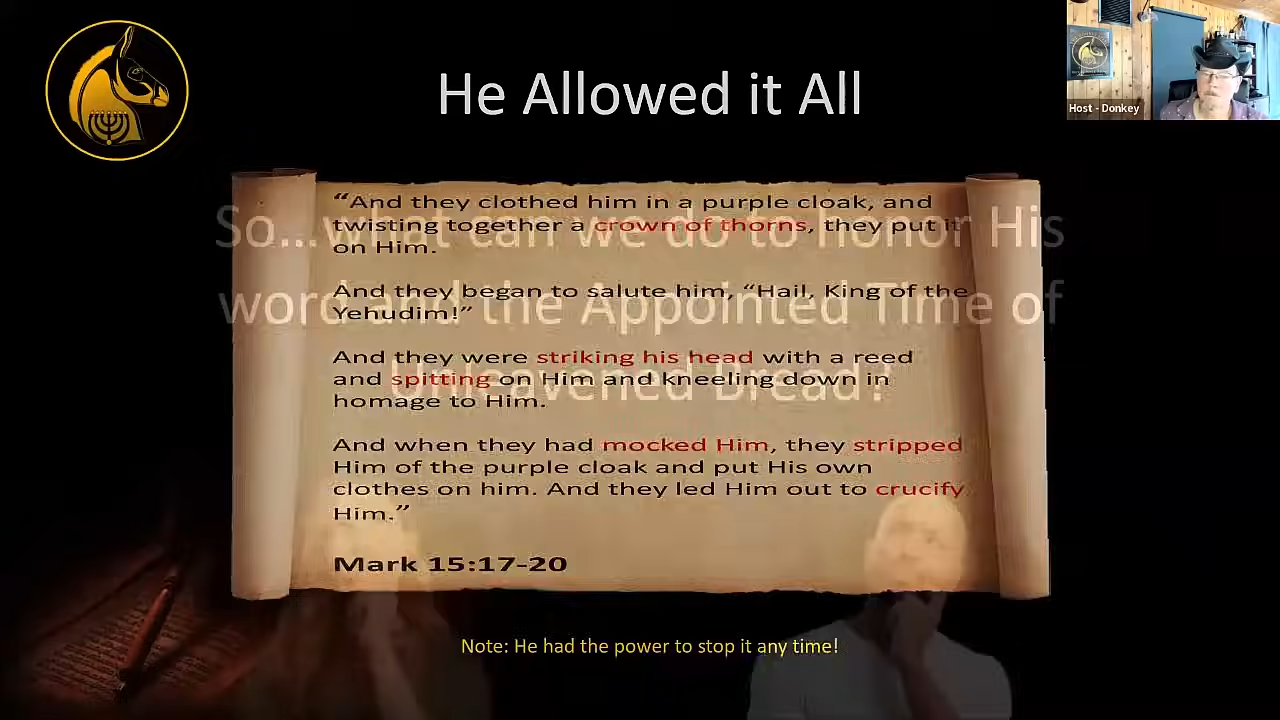 He Allowed it All
Host - Donkey
“And they clothed him in a purple cloak, and
twisting together a crown of thorns, they put it
on Him.
And they began to salute him, “Hail, King of the
Yehudim!”
And they were striking his head with a reed
and spitting on Him and kneeling down in
homage to Him.
And when they had mocked Him, they stripped
Him of the purple cloak and put His own
clothes on him. And they led Him out to crucify
Him.”
Mark 15:17-20
Note: He had the power to stop it any time!
So...what can we do to honor His
word and the Appointed Time of
Unleavened Bread?